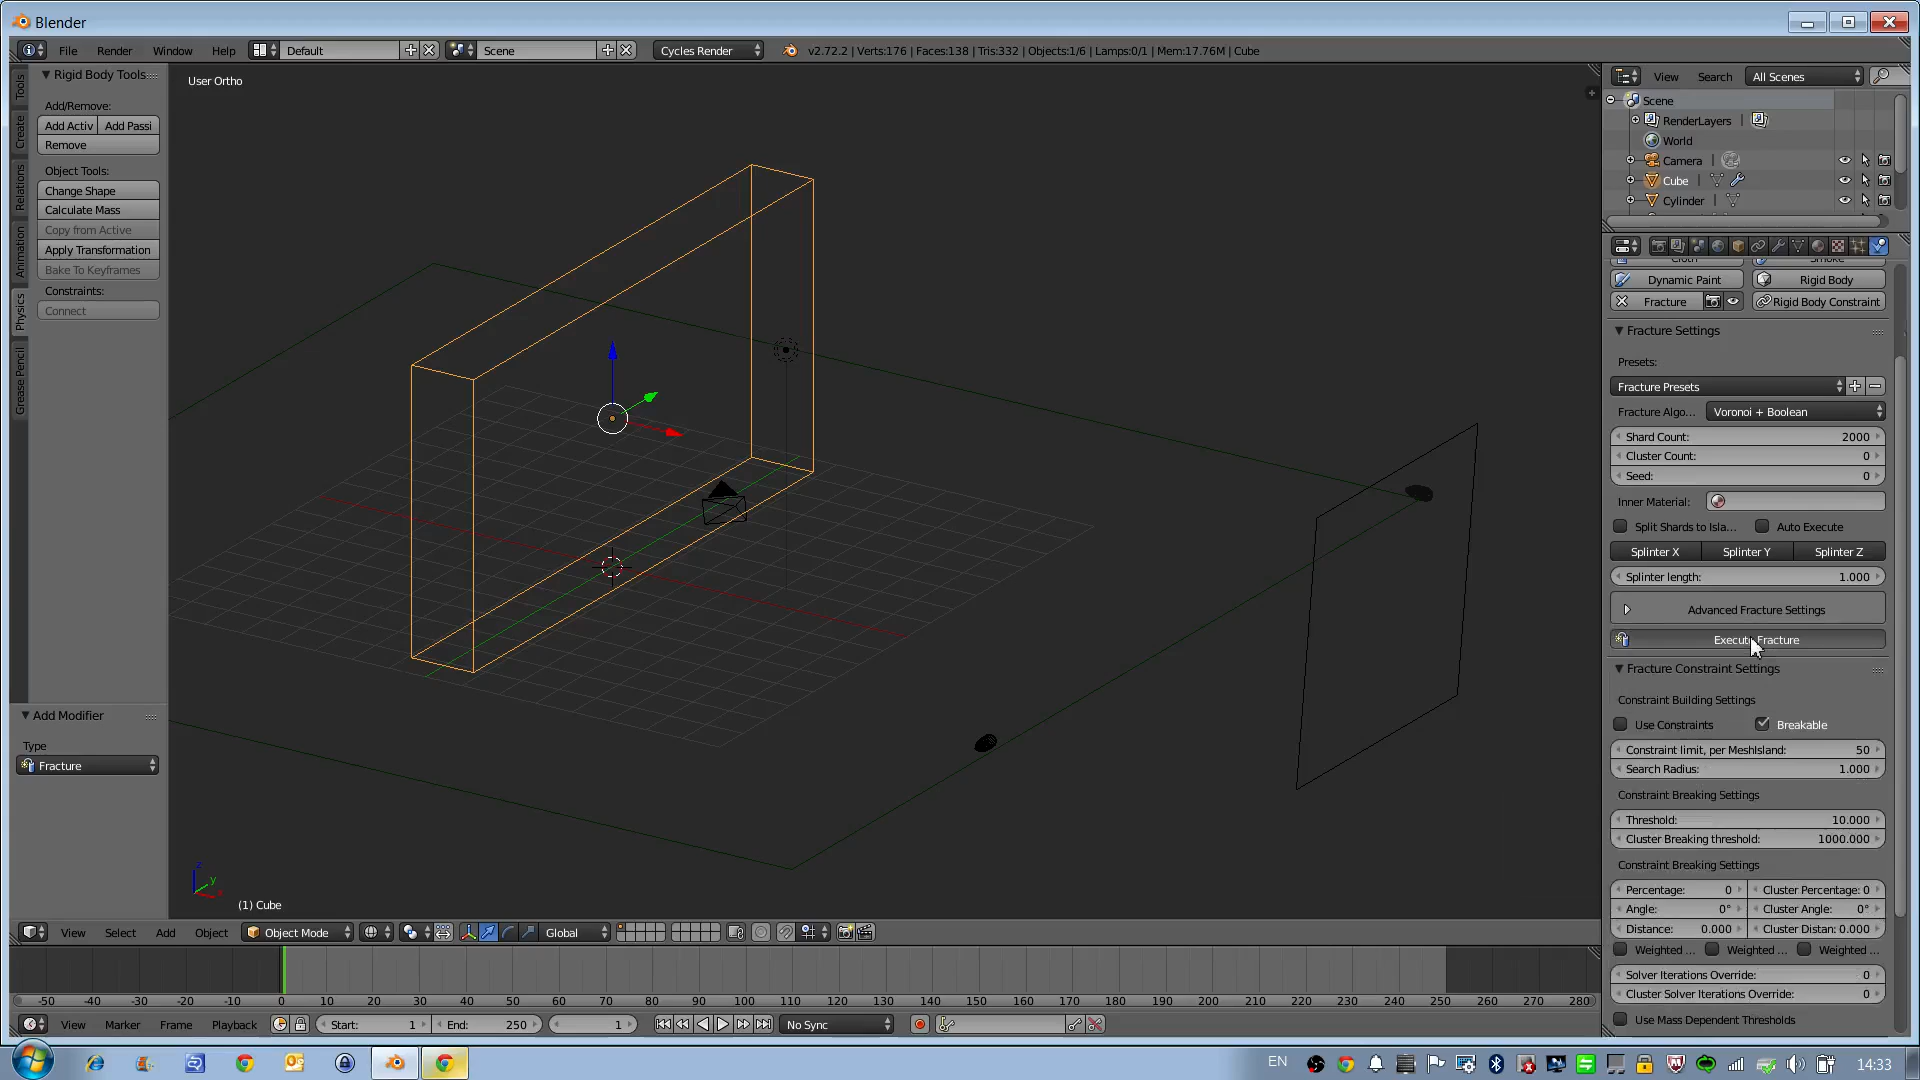 Blender
File Render Window Help Default Scene Cycles Render v2.72.2 | Verts:176 | Faces:138 | Tris:332 | Objects:1/6 | Lamps:0/1 | Mem:17.76M | Cube
Tools
Create
Relations
Animation
Physics
Grease Pencil
Rigid Body Tools
Add/Remove:
Add Activ Add Passi
Remove
Object Tools:
Change Shape
Calculate Mass
Copy from Active
Apply Transformation
Bake To Keyframes
Constraints:
Connect
Add Modifier
Type
Fracture
User Ortho
z
y
x
(1) Cube
View Select Add Object Object Mode Global
-50 -40 -30 -20 -10 0 10 20 30 40 50 60 70 80 90 100 110 120 130 140 150 160 170 180 190 200 210 220 230 240 250 260 270 280
View Marker Frame Playback Start: 1 End: 250 1 No Sync
View Search All Scenes
Scene
RenderLayers |
World
Camera |
Cube |
Cylinder |
Cloth Smoke
Dynamic Paint Rigid Body
Fracture Rigid Body Constraint
Fracture Settings
Presets:
Fracture Presets
Fracture Algo... Voronoi + Boolean
Shard Count: 2000
Cluster Count: 0
Seed: 0
Inner Material:
Split Shards to Isla... Auto Execute
Splinter X Splinter Y Splinter Z
Splinter length: 1.000
Advanced Fracture Settings
Execute Fracture
Fracture Constraint Settings
Constraint Building Settings
Use Constraints Breakable
Constraint limit, per MeshIsland: 50
Search Radius: 1.000
Constraint Breaking Settings
Threshold: 10.000
Cluster Breaking threshold: 1000.000
Constraint Breaking Settings
Percentage: 0 Cluster Percentage: 0
Angle: 0° Cluster Angle: 0°
Distance: 0.000 Cluster Distan: 0.000
Weighted ... Weighted ... Weighted ...
Solver Iterations Override: 0
Cluster Solver Iterations Override: 0
Use Mass Dependent Thresholds
EN 14:33